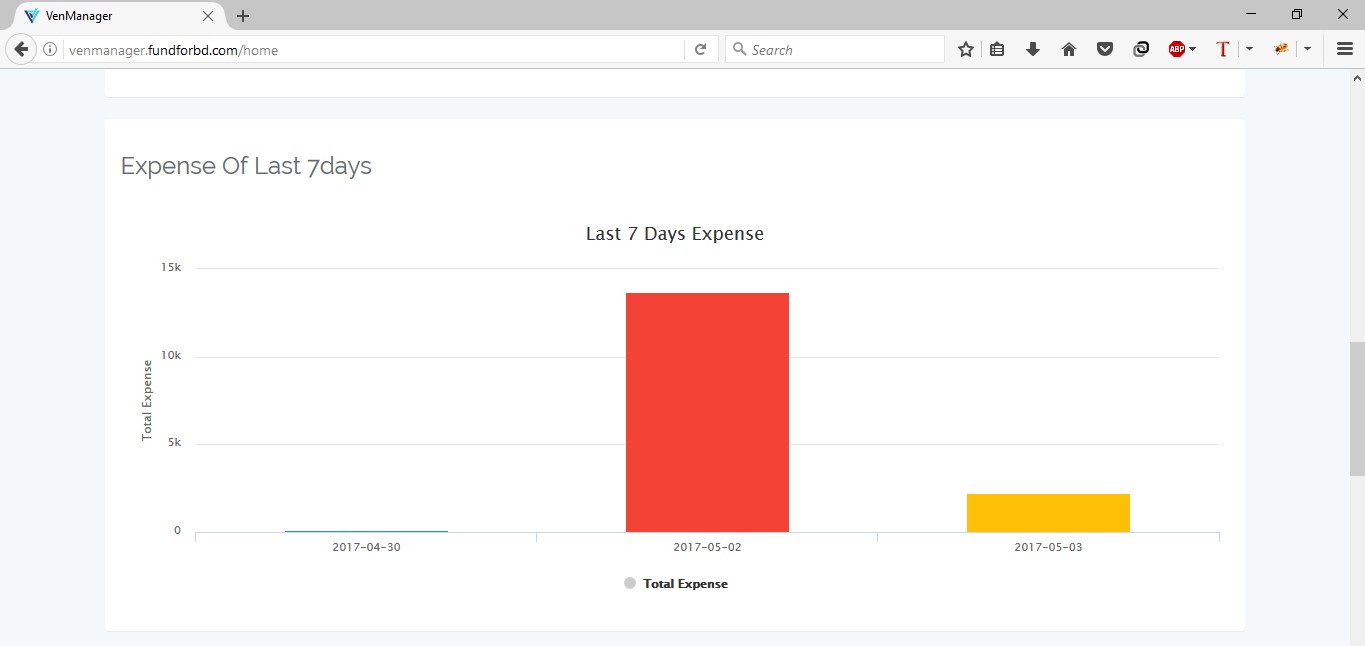 VenManager
venmanager.fundforbd.com/home
Search
ABP
T
Expense Of Last 7days
Last 7 Days Expense
15k
10k
5k
0
Total Expense
2017-04-30
2017-05-02
2017-05-03
Total Expense